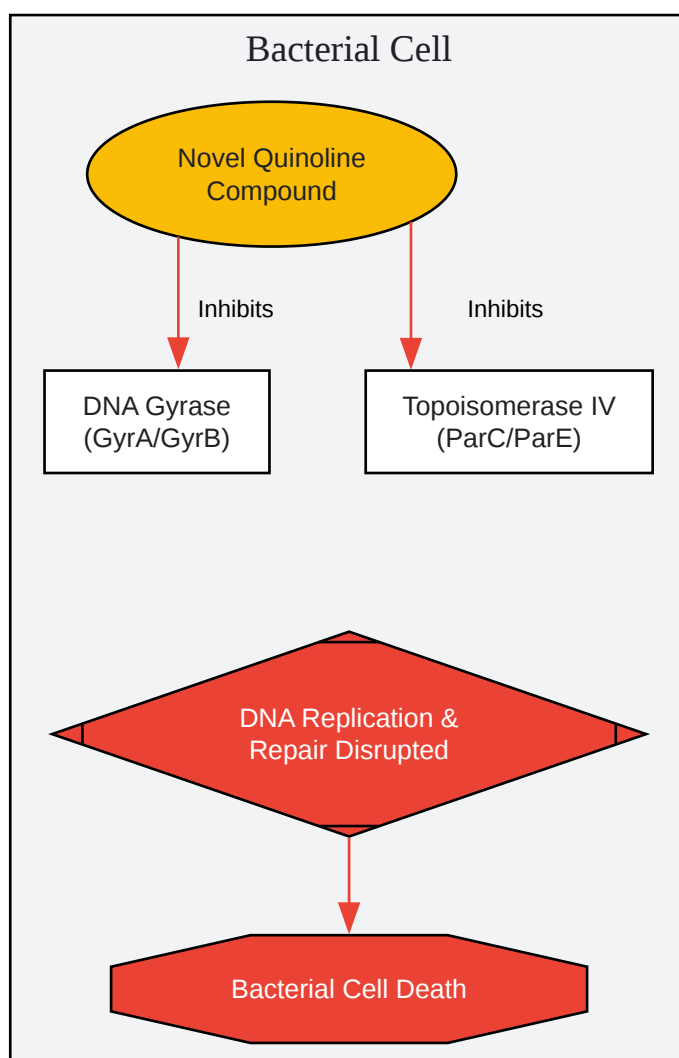 Bacterial Cell
Novel Quinoline
Compound
Inhibits
Inhibits
DNA Gyrase
(GyrA/GyrB)
Topoisomerase IV
(ParC/ParE)
DNA Replication &
Repair Disrupted
Bacterial Cell Death